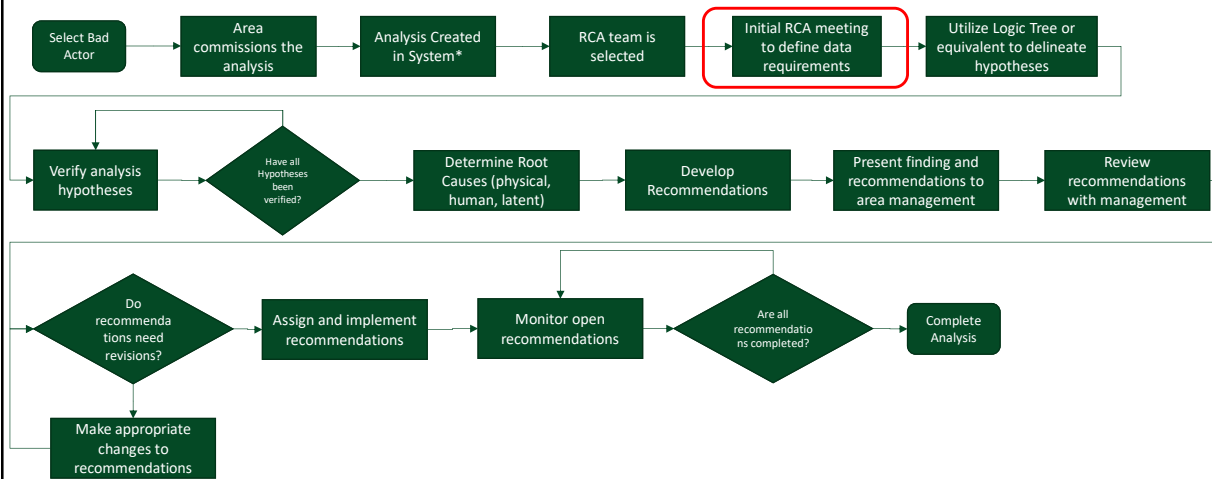 Select Bad
Actor
Area
commissions the
analysis
Analysis Created
in System*
RCA team is
selected
Initial RCA meeting
to define data
requirements
Utilize Logic Tree or
equivalent to delineate
hypotheses
Verify analysis
hypotheses
Have all
Hypotheses
been
verified?
Determine Root
Causes (physical,
human, latent)
Develop
Recommendations
Present finding and
recommendations to
area management
Review
recommendations
with management
Do
recommenda
tions need
revisions?
Assign and implement
recommendations
Monitor open
recommendations
Are all
recommendatio
ns completed?
Complete
Analysis
Make appropriate
changes to
recommendations